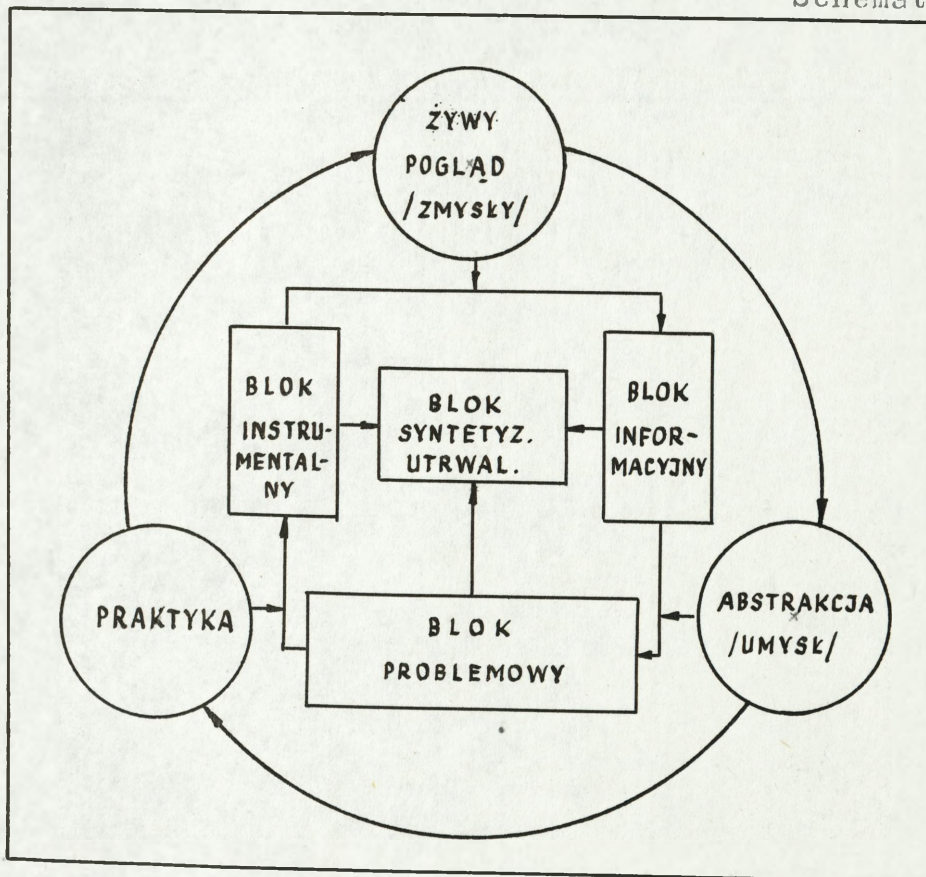 Schemat
ŻYWY
POGLĄD
/ZMYSŁY/
BLOK
INSTRU-
MENTAL-
NY
BLOK
SYNTETYZ.
UTRWAL.
BLOK
INFOR-
MACYJNY
PRAKTYKA
BLOK
PROBLEMOWY
ABSTRAKCJA
/UMYSŁ/